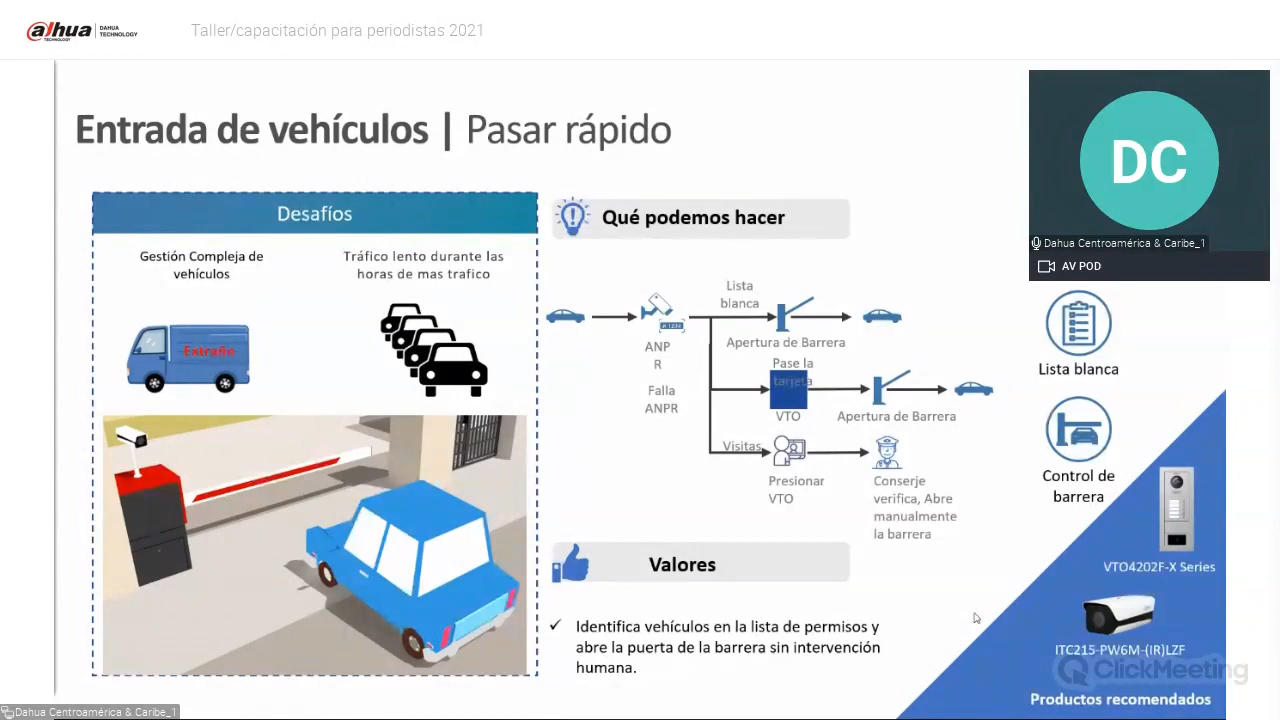 alhua
TECHNOLOGY
DAHUA
TECHNOLOGY
Taller/capacitación para periodistas 2021
Entrada de vehículos | Pasar rápido
DC
Dahua Centroamérica & Caribe_1
AV POD
Desafíos
Gestión Compleja de
vehículos
Tráfico lento durante las
horas de mas trafico
Extraño
Qué podemos hacer
Lista
blanca
A 1234
ANP
R
Apertura de Barrera
Falla
ANPR
Pase la
tarjeta
VTO
Apertura de Barrera
Visitas
Presionar
VTO
Conserje
verifica, Abre
manualmente
la barrera
Valores
✓ Identifica vehículos en la lista de permisos y
abre la puerta de la barrera sin intervención
humana.
Lista blanca
Control de
barrera
VTO4202F-X Series
ITC215-PW6M-(IR)LZF
ClickMeeting
Productos recomendados
Dahua Centroamérica & Caribe_1